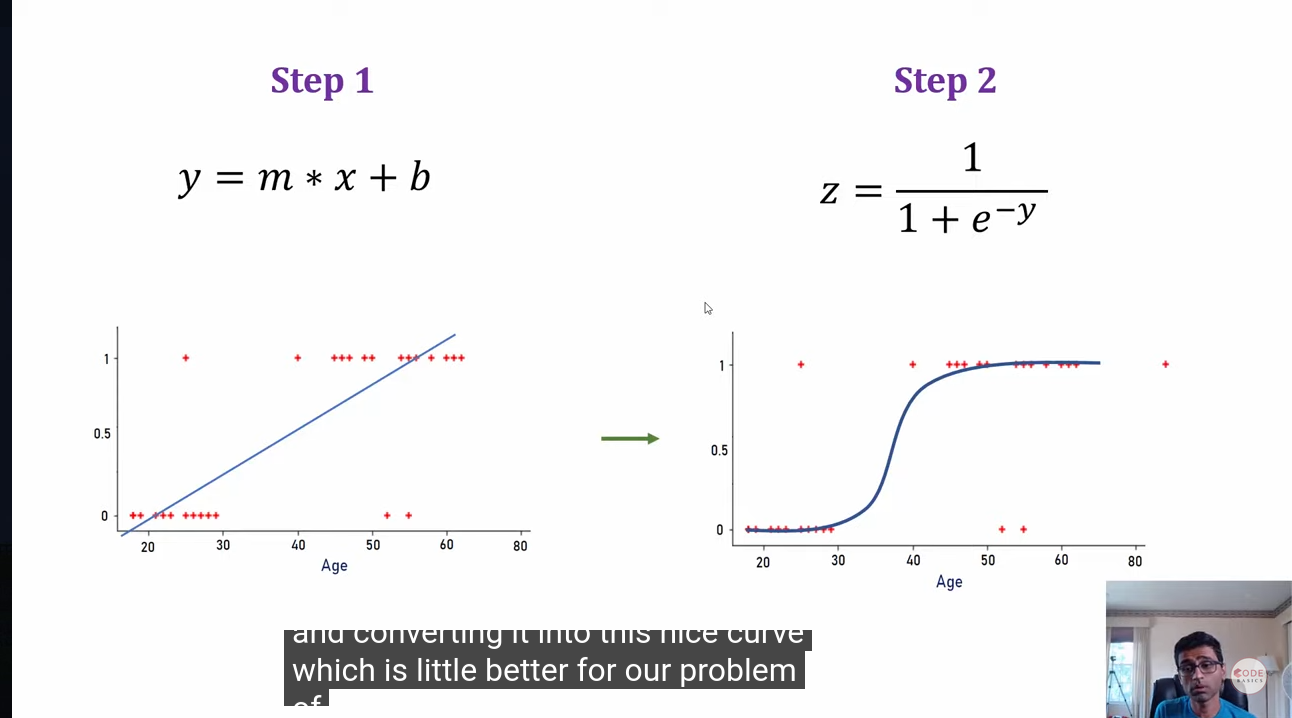 Step 1
y = m ∗ x + b
Step 2
z = 1 / (1 + e^−y)
1
0.5
0
20 30 40 50 60 80
Age
1
0.5
0
20 30 40 50 60 80
Age
and converting it into this nice curve
which is little better for our problem
of
CODE
BASICS